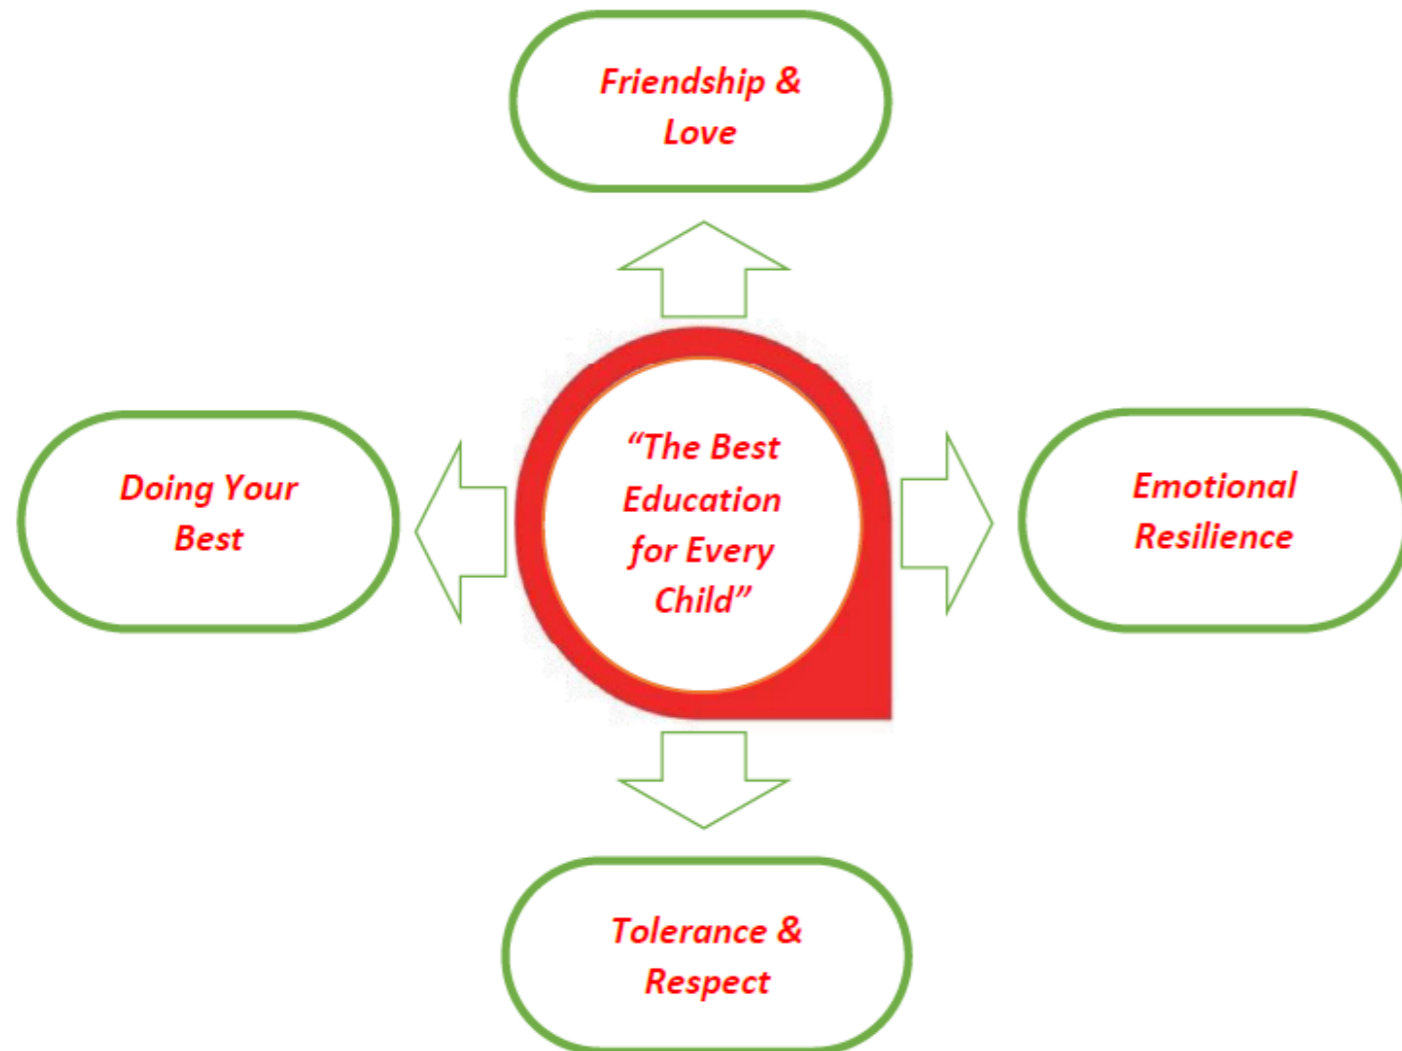 Friendship &
Love
Doing Your
Best
“The Best
Education
for Every
Child”
Emotional
Resilience
Tolerance &
Respect